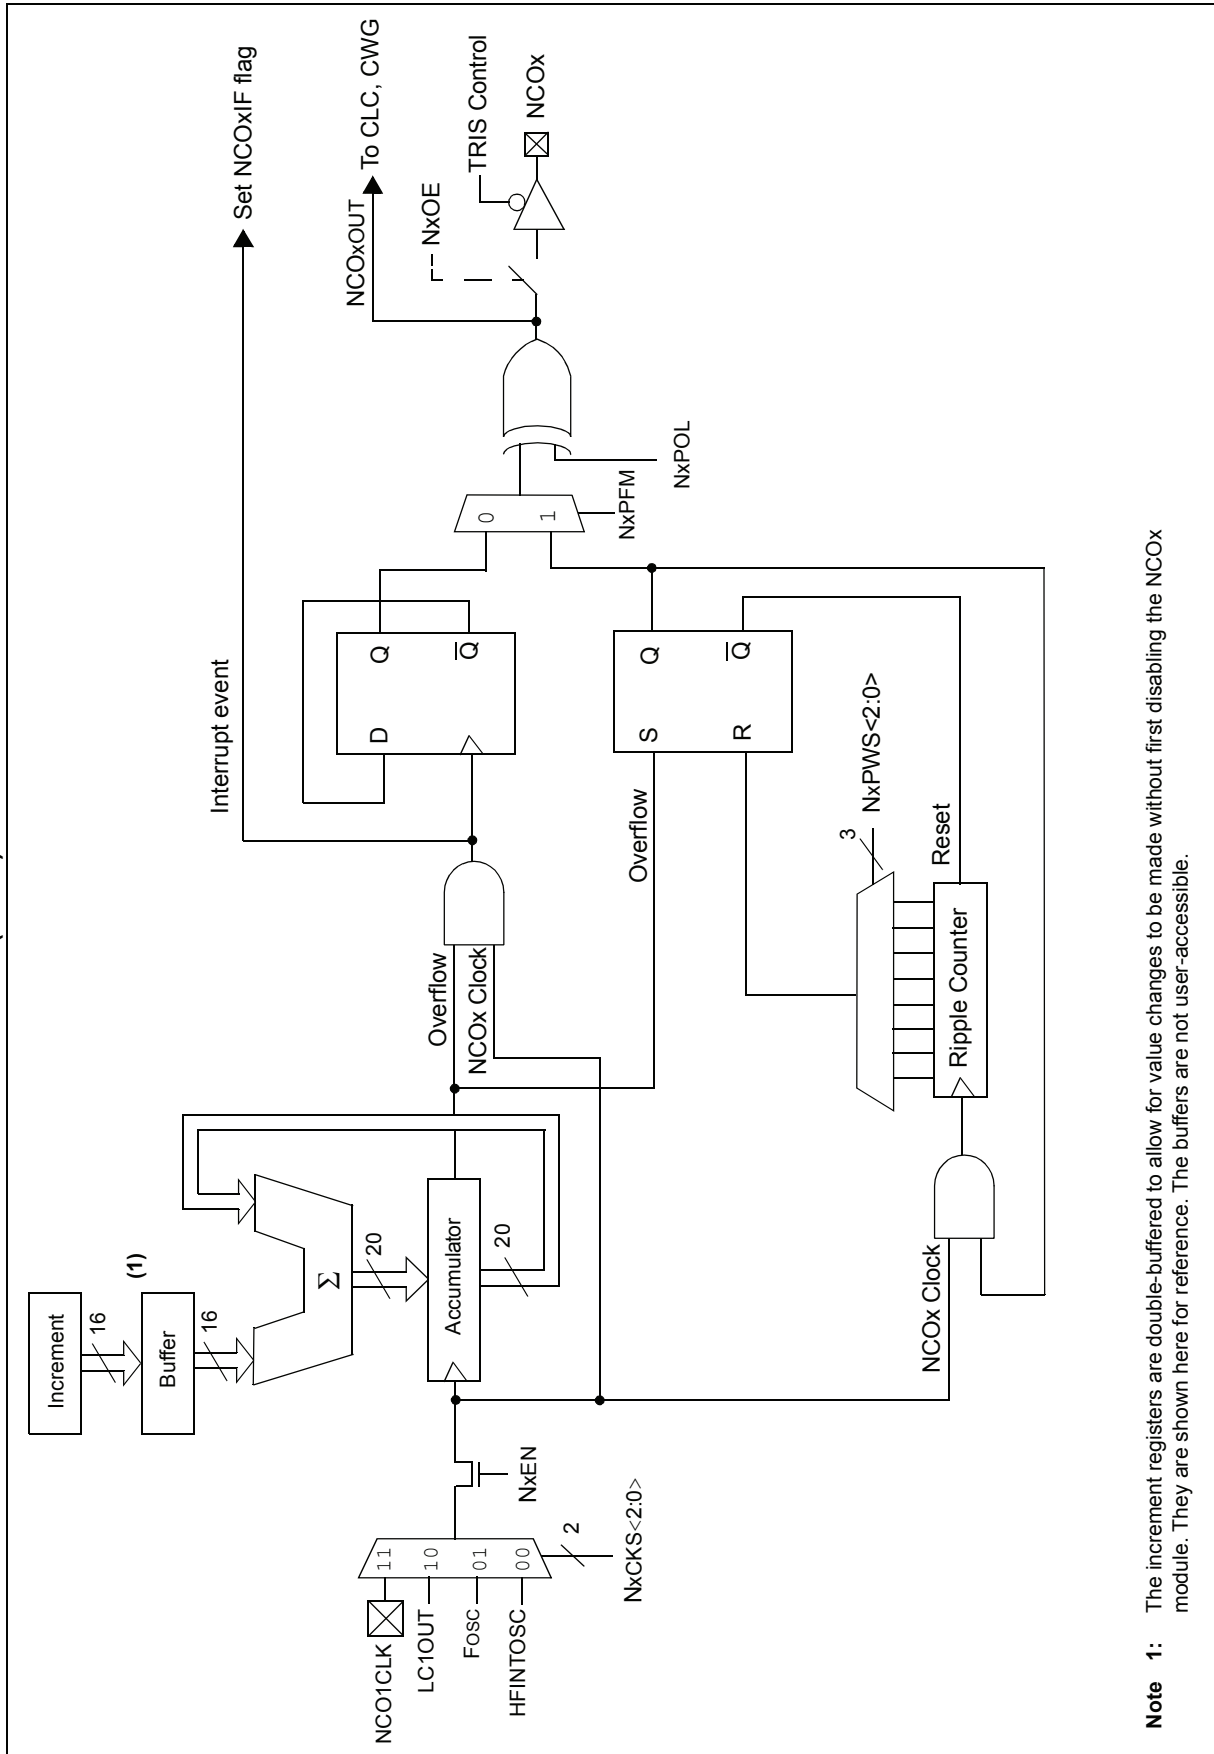 Increment
16
Buffer
(1)
16
Σ
20
Accumulator
20
NCO1CLK
LC1OUT
FOSC
HFINTOSC
11
10
01
00
2
NxCKS<2:0>
NxEN
Overflow
NCOx Clock
Interrupt event
Set NCOxIF flag
D
Q
Q
Overflow
S
Q
R
Q
NCOx Clock
Ripple Counter
Reset
3
NxPWS<2:0>
0
1
NxPFM
NxPOL
NCOxOUT
To CLC, CWG
NxOE
TRIS Control
NCOx
Note 1: The increment registers are double-buffered to allow for value changes to be made without first disabling the NCOx
module. They are shown here for reference. The buffers are not user-accessible.